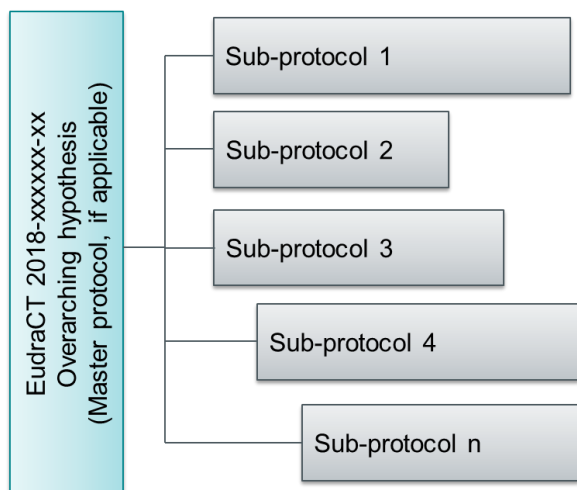 EudraCT 2018-xxxxxx-xx
Overarching hypothesis
(Master protocol, if applicable)
Sub-protocol 1
Sub-protocol 2
Sub-protocol 3
Sub-protocol 4
Sub-protocol n